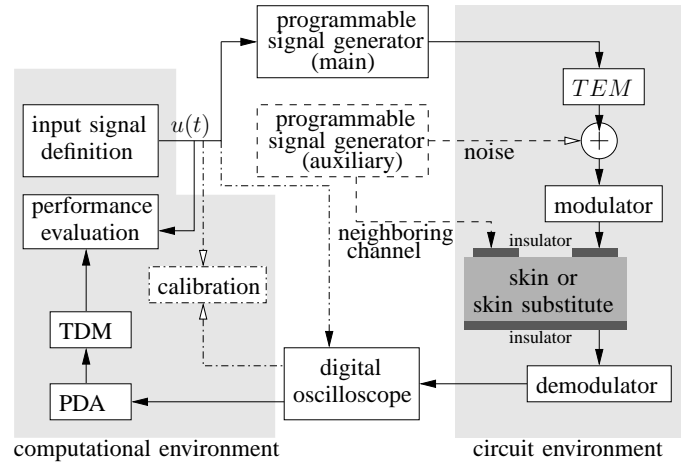 programmable
signal generator
(main)
TEM
input signal
definition
u(t)
programmable
signal generator
(auxiliary)
noise
+
performance
evaluation
neighboring
channel
modulator
insulator
calibration
skin or
skin substitute
insulator
TDM
digital
oscilloscope
demodulator
PDA
computational environment
circuit environment